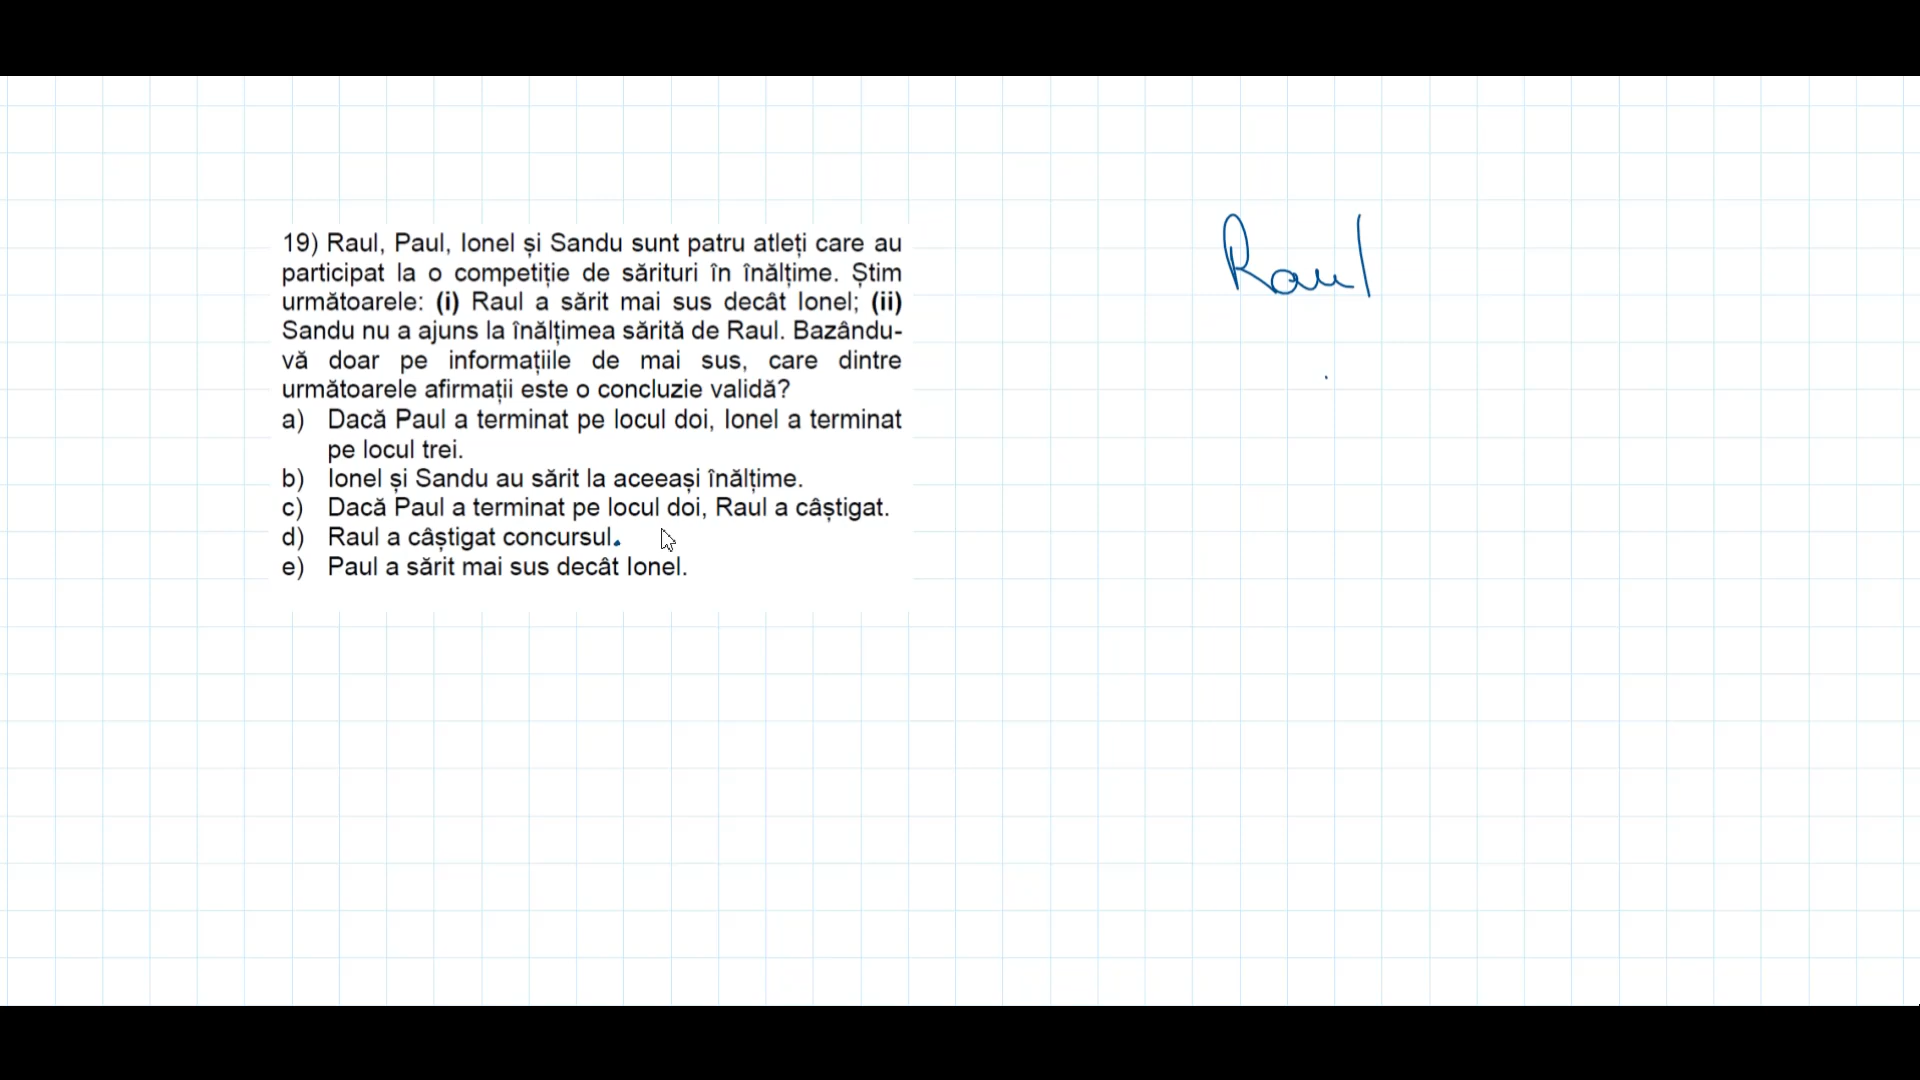 19) Raul, Paul, Ionel și Sandu sunt patru atleți care au
participat la o competiție de sărituri în înălțime. Știm
următoarele: (i) Raul a sărit mai sus decât Ionel; (ii)
Sandu nu a ajuns la înălțimea sărită de Raul. Bazându-
vă doar pe informațiile de mai sus, care dintre
următoarele afirmații este o concluzie validă?
a) Dacă Paul a terminat pe locul doi, Ionel a terminat
pe locul trei.
b) Ionel și Sandu au sărit la aceeași înălțime.
c) Dacă Paul a terminat pe locul doi, Raul a câștigat.
d) Raul a câștigat concursul.
e) Paul a sărit mai sus decât Ionel.
Raul